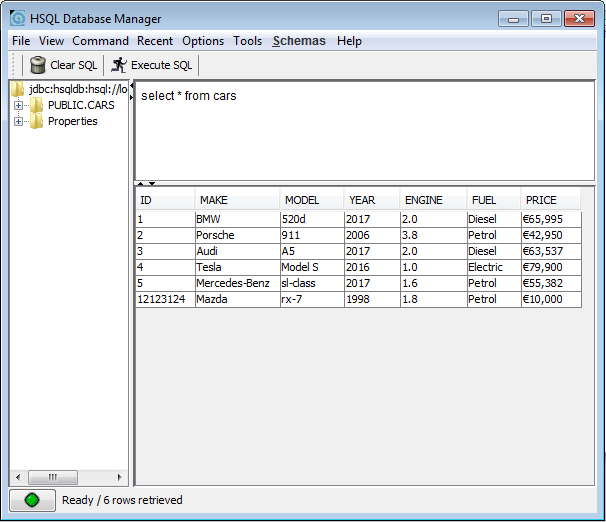 HSQL Database Manager
File View Command Recent Options Tools Schemas Help
Clear SQL Execute SQL
jdbc:hsqldb:hsql://lo
PUBLIC.CARS
Properties
select * from cars
ID MAKE MODEL YEAR ENGINE FUEL PRICE
1 BMW 520d 2017 2.0 Diesel €65,995
2 Porsche 911 2006 3.8 Petrol €42,950
3 Audi A5 2017 2.0 Diesel €63,537
4 Tesla Model S 2016 1.0 Electric €79,900
5 Mercedes-Benz sl-class 2017 1.6 Petrol €55,382
12123124 Mazda rx-7 1998 1.8 Petrol €10,000
Ready / 6 rows retrieved